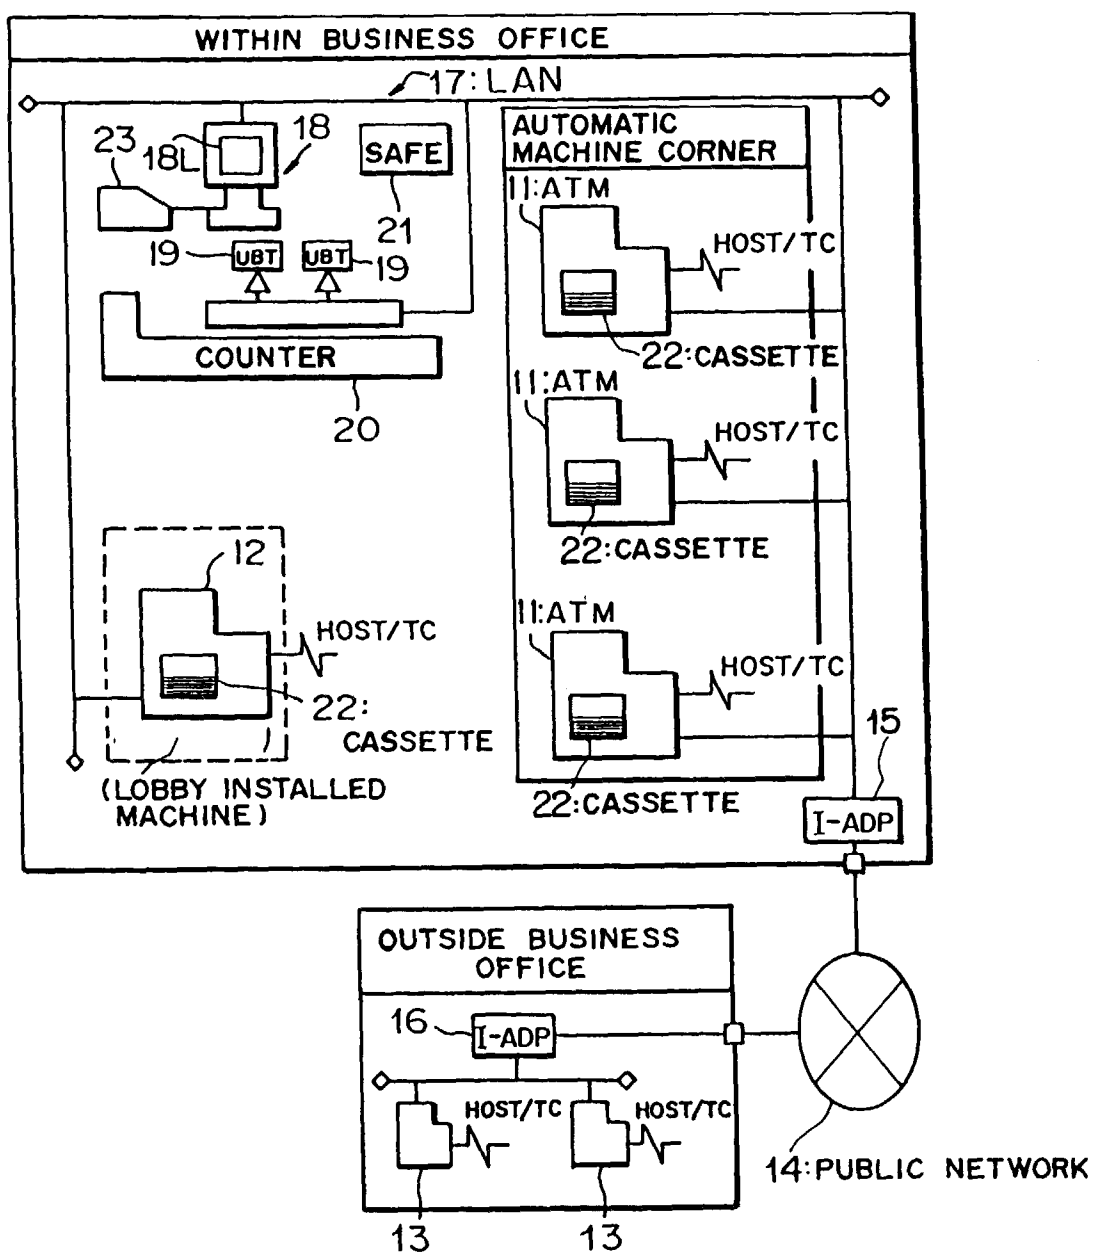 WITHIN BUSINESS OFFICE
17:LAN
23
18L
18
SAFE
21
19
UBT
UBT
19
COUNTER
20
AUTOMATIC
MACHINE CORNER
11:ATM
HOST/TC
22:CASSETTE
11:ATM
HOST/TC
22:CASSETTE
11:ATM
HOST/TC
22:CASSETTE
12
HOST/TC
22:
CASSETTE
(LOBBY INSTALLED
MACHINE)
15
I-ADP
OUTSIDE BUSINESS
OFFICE
16
I-ADP
HOST/TC
HOST/TC
13
13
14:PUBLIC NETWORK